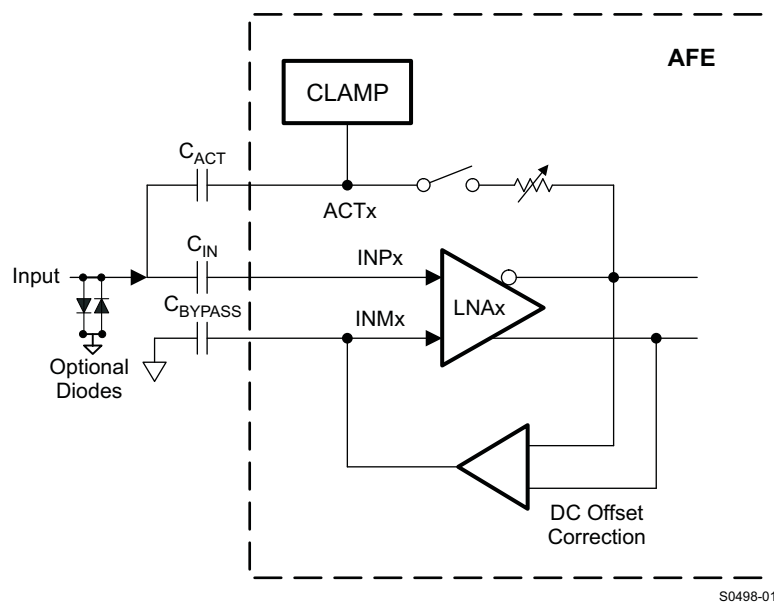 AFE
CLAMP
C_ACT
ACTx
C_IN
INPx
Input
C_BYPASS
INMx
LNAx
Optional
Diodes
DC Offset
Correction
S0498-01